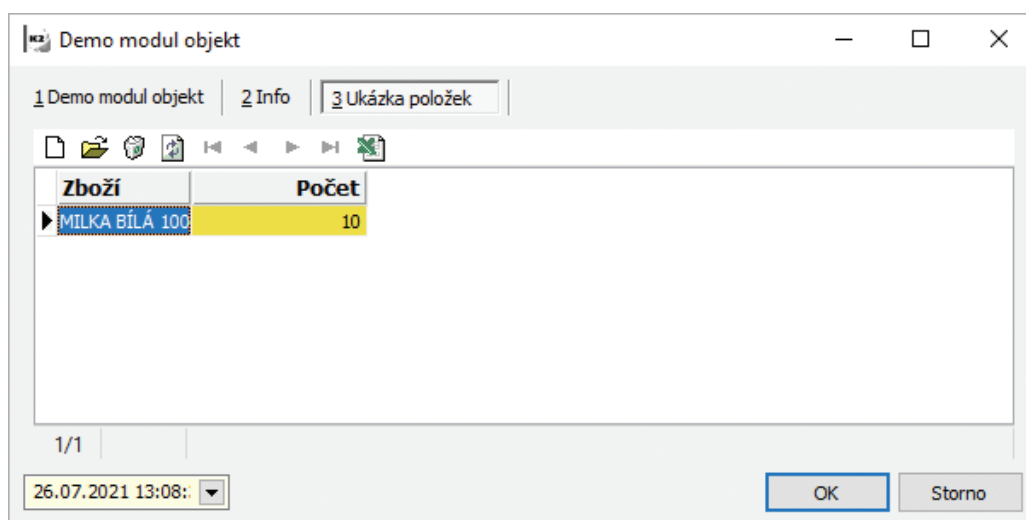 K2 Demo modul objekt
1 Demo modul objekt 2 Info 3 Ukázka položek
Zboží Počet
MILKA BÍLÁ 100 10
1/1
26.07.2021 13:08:
OK Storno